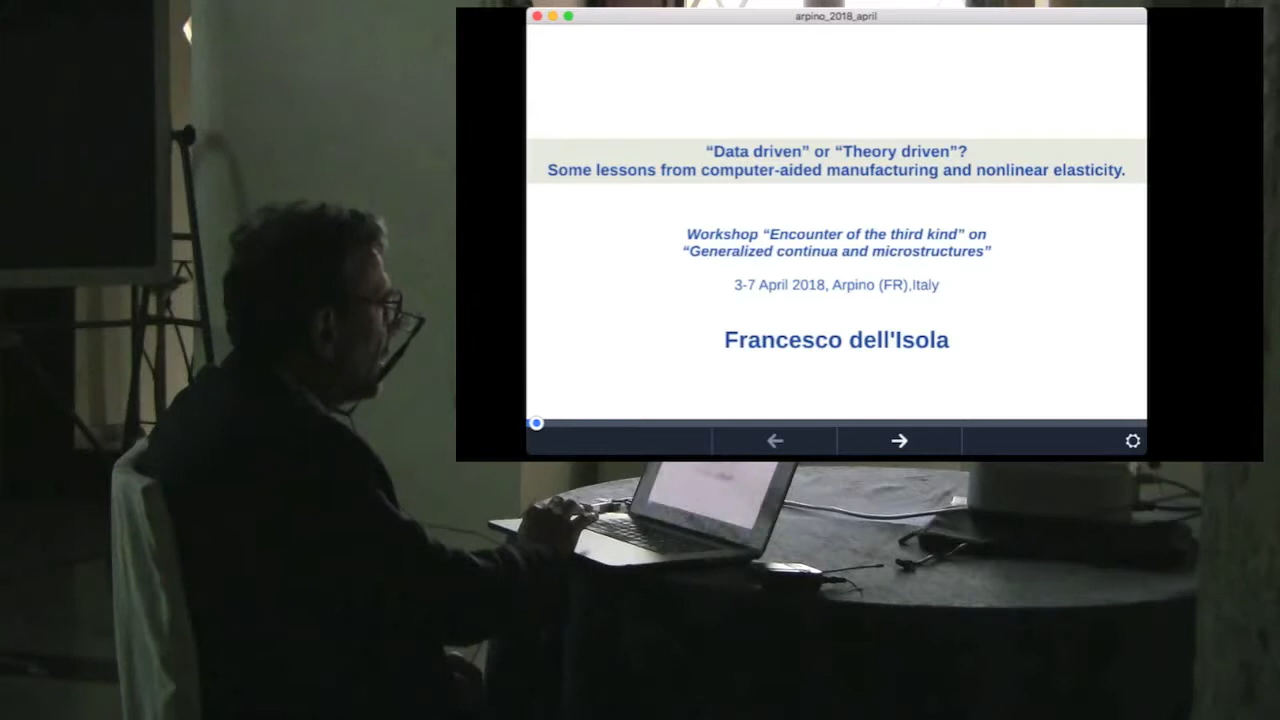 arpino_2018_april
“Data driven” or “Theory driven”?
Some lessons from computer-aided manufacturing and nonlinear elasticity.
Workshop “Encounter of the third kind” on
“Generalized continua and microstructures”
3-7 April 2018, Arpino (FR),Italy
Francesco dell'Isola